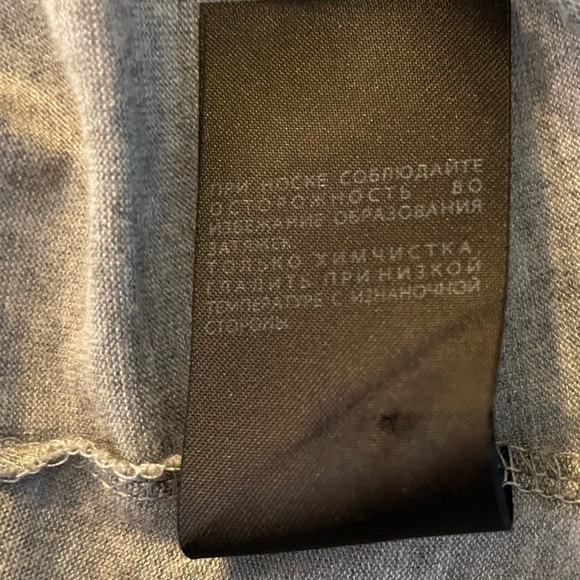 ПРИ НОСКЕ СОБЛЮДАЙТЕ
ОСТОРОЖНОСТЬ ВО
ИЗБЕЖАНИЕ ОБРАЗОВАНИЯ
ЗАТЯЖЕК
ТОЛЬКО ХИМЧИСТКА,
ГЛАДИТЬ ПРИ НИЗКОЙ
ТЕМПЕРАТУРЕ С ИЗНАНОЧНОЙ
СТОРОНЫ